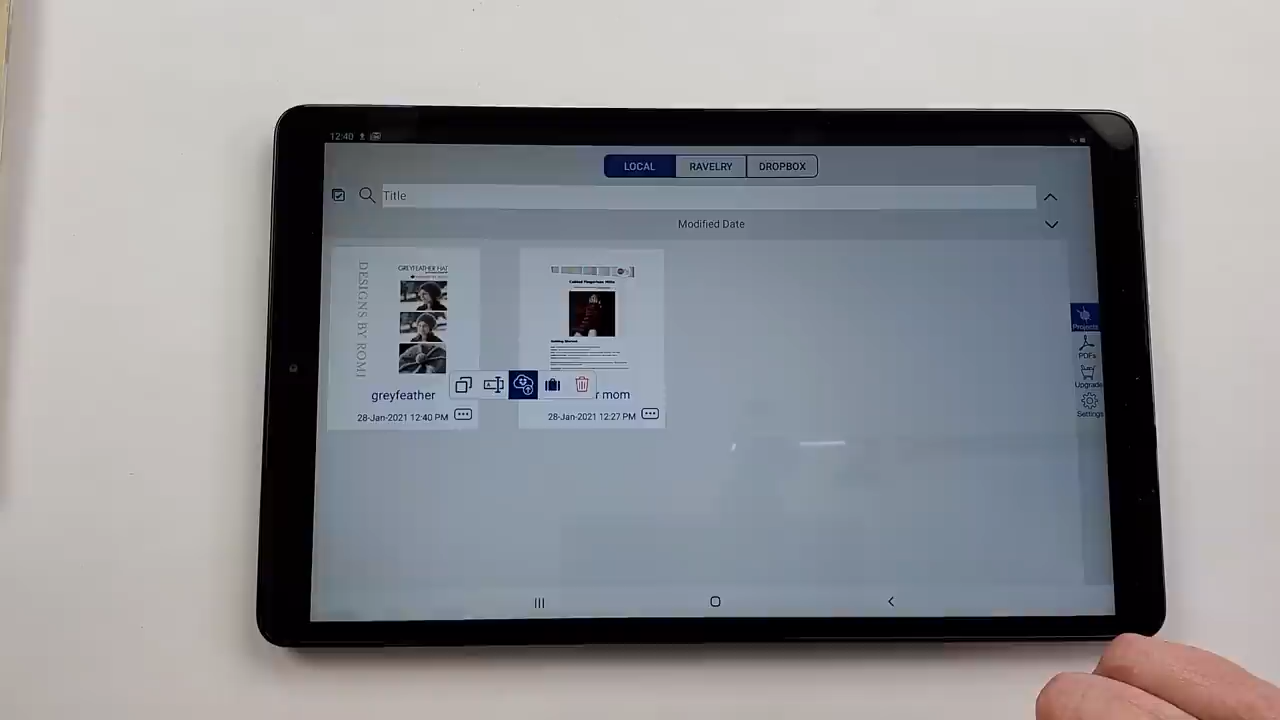 12:40
LOCAL RAVELRY DROPBOX
Title
Modified Date
DESIGNS BY ROMI
GREYFEATHER HAT
Cabled Fingerless Mitts
greyfeather
r mom
28-Jan-2021 12:40 PM
28-Jan-2021 12:27 PM
Projects
PDFs
Upgrade
Settings